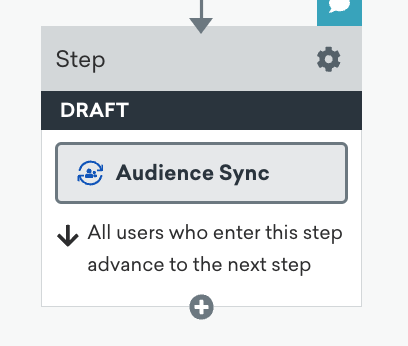 Step
DRAFT
Audience Sync
All users who enter this step
advance to the next step